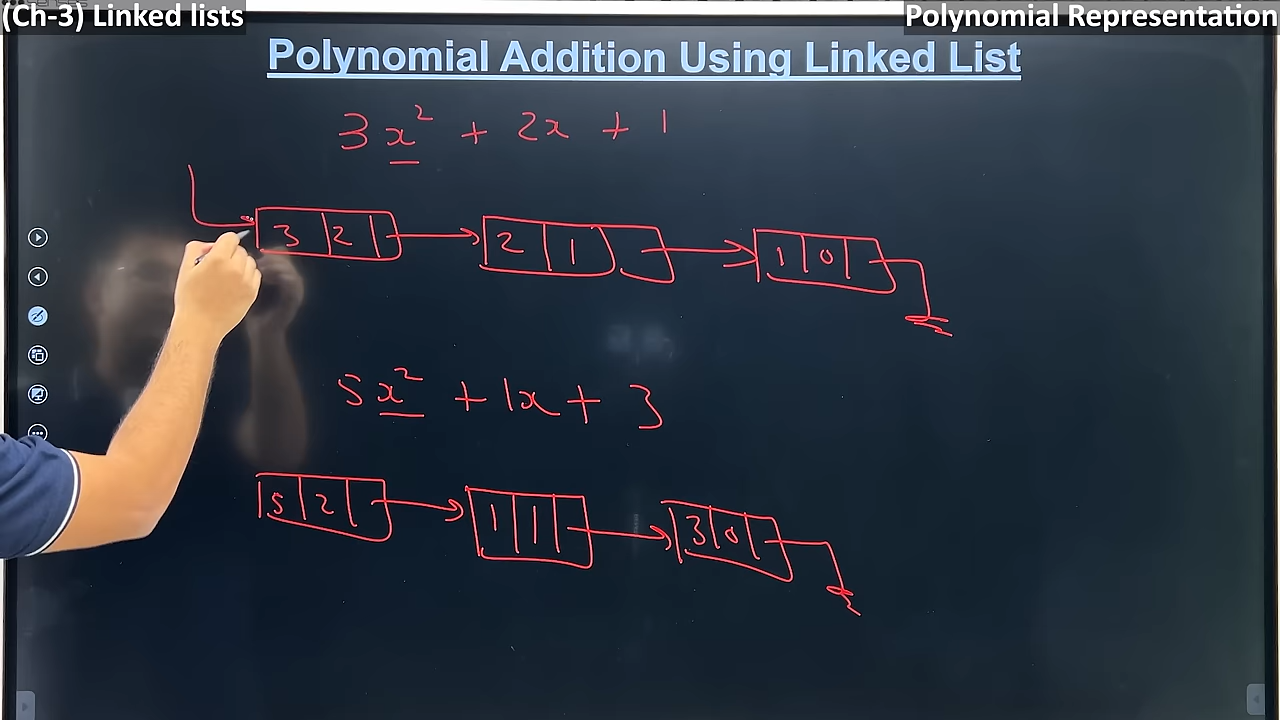 (Ch-3) Linked lists
Polynomial Representation
Polynomial Addition Using Linked List
3x² + 2x + 1
3 2
2 1
1 0
5x² + 1x + 3
5 2
1 1
3 0